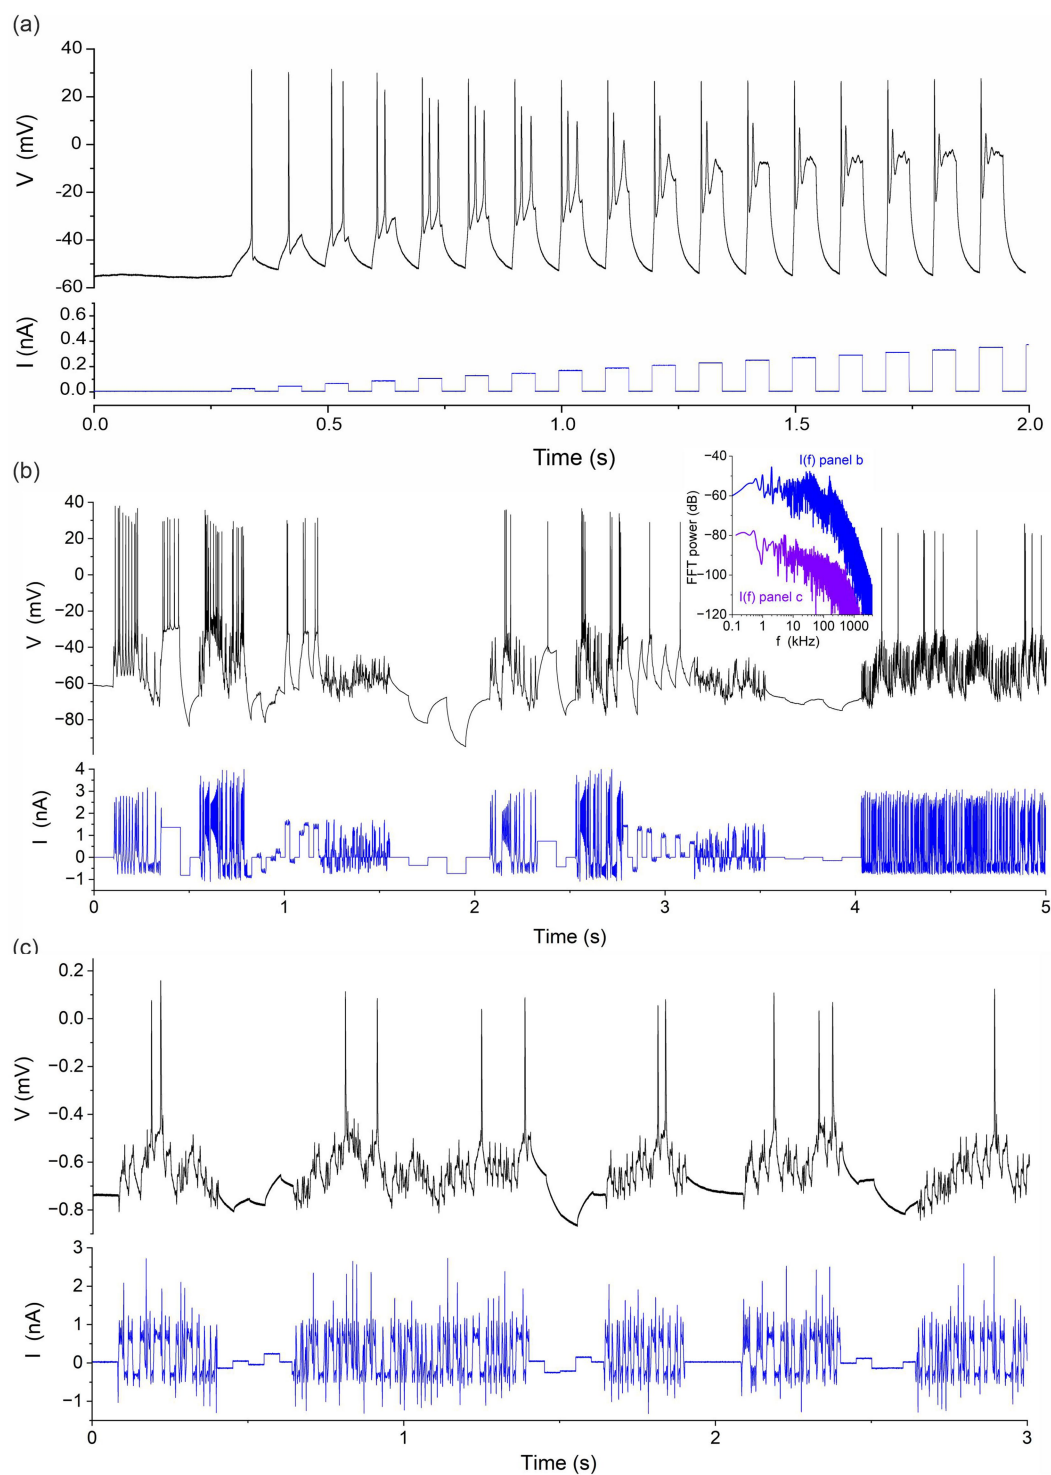 (a)
40
20
0
-20
-40
-60
V (mV)
0.6
0.4
0.2
0.0
I (nA)
0.0 0.5 1.0 1.5 2.0
Time (s)
(b)
40
20
0
−20
−40
−60
−80
V (mV)
−40
−60
−80
−100
−120
FFT power (dB)
I(f) panel b
I(f) panel c
0.1 1 10 100 1000
f (kHz)
4
3
2
1
0
−1
I (nA)
0 1 2 3 4 5
Time (s)
(c)
0.2
0.0
−0.2
−0.4
−0.6
−0.8
V (mV)
3
2
1
0
−1
I (nA)
0 1 2 3
Time (s)